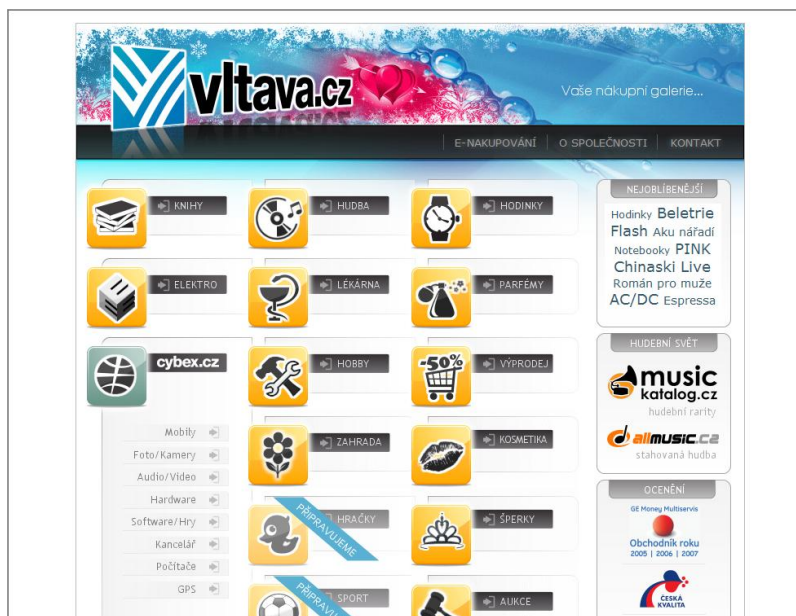 vltava.cz
Vaše nákupní galerie...
E-NAKUPOVÁNÍ
O SPOLEČNOSTI
KONTAKT
KNIHY
HUDBA
HODINKY
ELEKTRO
LÉKÁRNA
PARFÉMY
cybex.cz
HOBBY
-50%
VÝPRODEJ
Mobily
Foto/Kamery
Audio/Video
Hardware
Software/Hry
Kancelář
Počítače
GPS
ZAHRADA
KOSMETIKA
PŘIPRAVUJEME
HRAČKY
ŠPERKY
PŘIPRAVU
SPORT
AUKCE
NEJOBLÍBENĚJŠÍ
Hodinky Beletrie
Flash Aku nářadí
Notebooky PINK
Chinaski Live
Román pro muže
AC/DC Espressa
HUDEBNÍ SVĚT
music
katalog.cz
hudební rarity
allmusic.cz
stahovaná hudba
OCENĚNÍ
GE Money Multiservis
Obchodník roku
2005 | 2006 | 2007
ČESKÁ
KVALITA